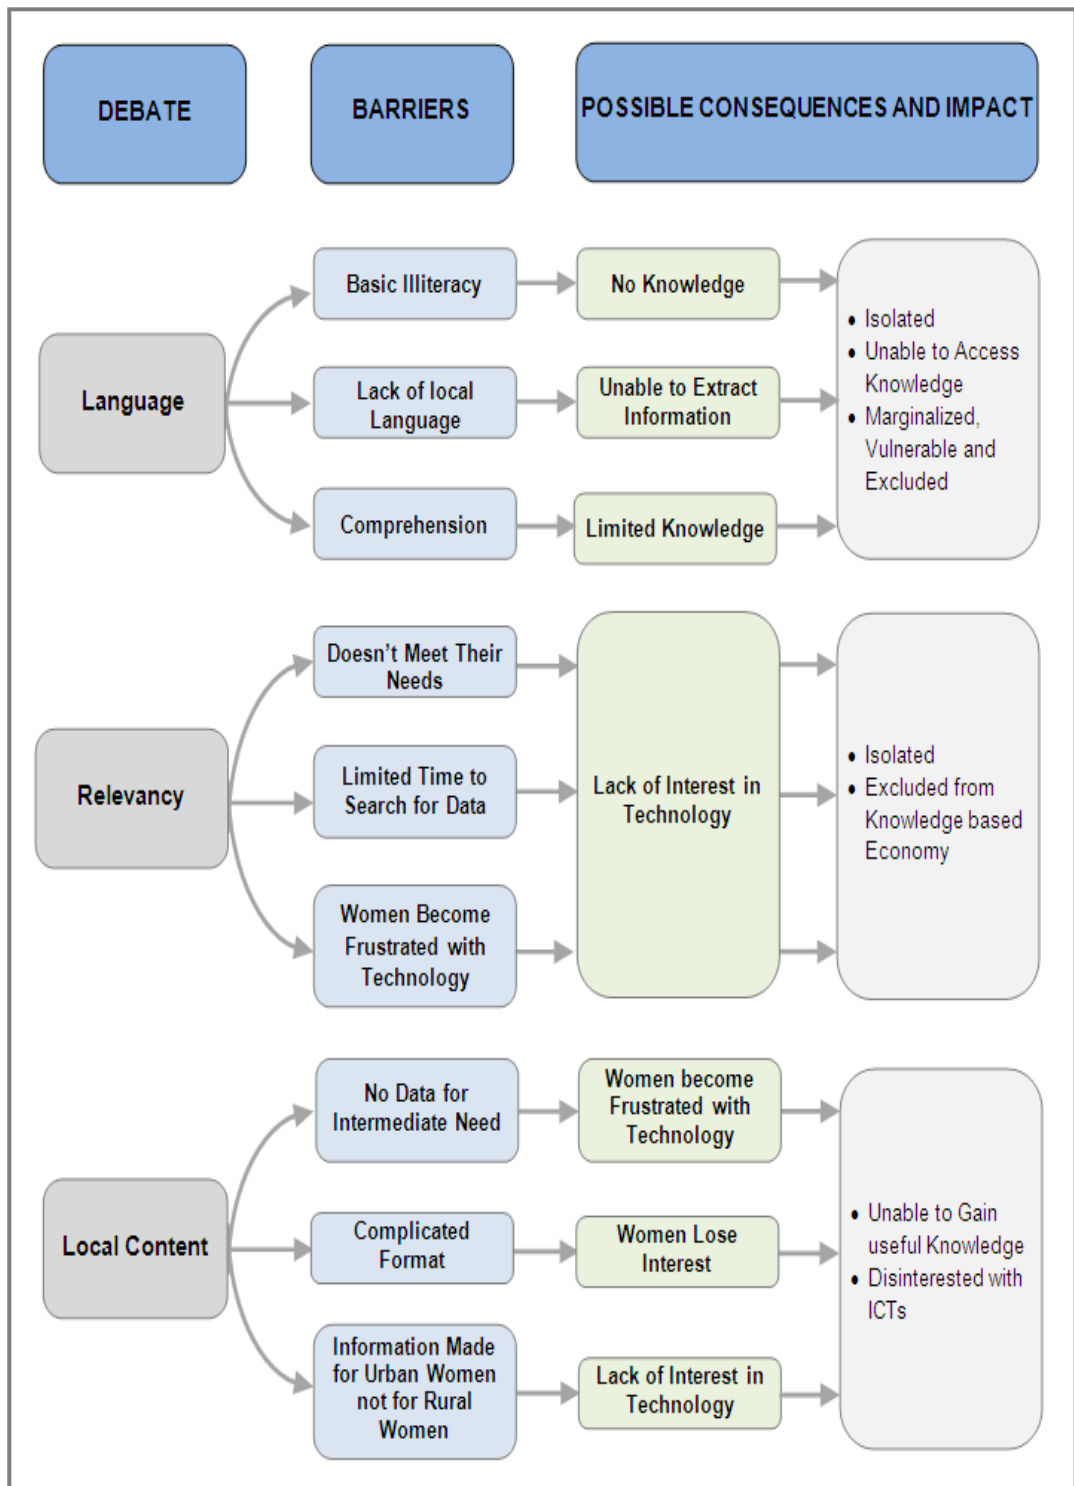 DEBATE
BARRIERS
POSSIBLE CONSEQUENCES AND IMPACT
Language
Basic Illiteracy
No Knowledge
Lack of local
Language
Unable to Extract
Information
Comprehension
Limited Knowledge
• Isolated
• Unable to Access
Knowledge
• Marginalized,
Vulnerable and
Excluded
Relevancy
Doesn't Meet Their
Needs
Limited Time to
Search for Data
Women Become
Frustrated with
Technology
Lack of Interest in
Technology
• Isolated
• Excluded from
Knowledge based
Economy
Local Content
No Data for
Intermediate Need
Women become
Frustrated with
Technology
Complicated
Format
Women Lose
Interest
Information Made
for Urban Women
not for Rural
Women
Lack of Interest in
Technology
• Unable to Gain
useful Knowledge
• Disinterested with
ICTs